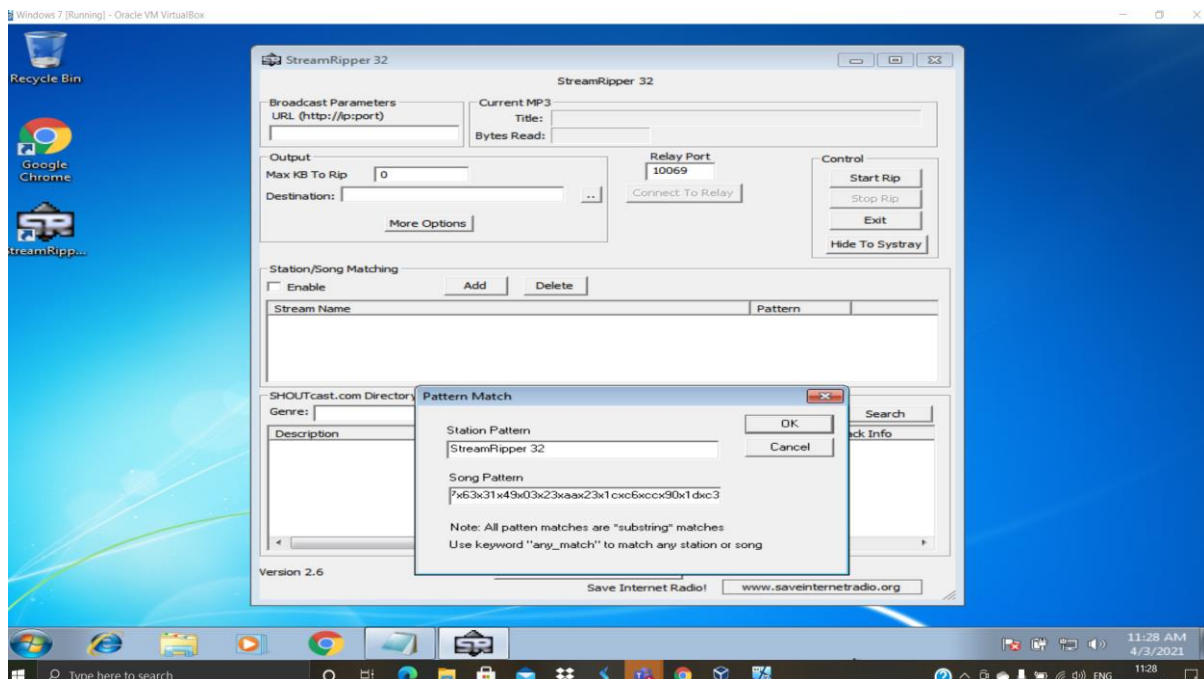 Windows 7 [Running] - Oracle VM VirtualBox
Recycle Bin
Google
Chrome
StreamRipp...
StreamRipper 32
StreamRipper 32
Broadcast Parameters
URL (http://ip:port)
Current MP3
Title:
Bytes Read:
Output
Max KB To Rip 0
Destination: ..
More Options
Relay Port
10069
Connect To Relay
Control
Start Rip
Stop Rip
Exit
Hide To Systray
Station/Song Matching
Enable Add Delete
Stream Name Pattern
SHOUTcast.com Directory
Genre: Search
Description ack Info
Pattern Match
Station Pattern
StreamRipper 32
OK
Cancel
Song Pattern
7x63x31x49x03x23xaax23x1cxc6xccx90x1dxc3
Note: All patten matches are "substring" matches
Use keyword "any_match" to match any station or song
Version 2.6
Save Internet Radio! www.saveinternetradio.org
11:28 AM
4/3/2021
Type here to search
ENG
11:28